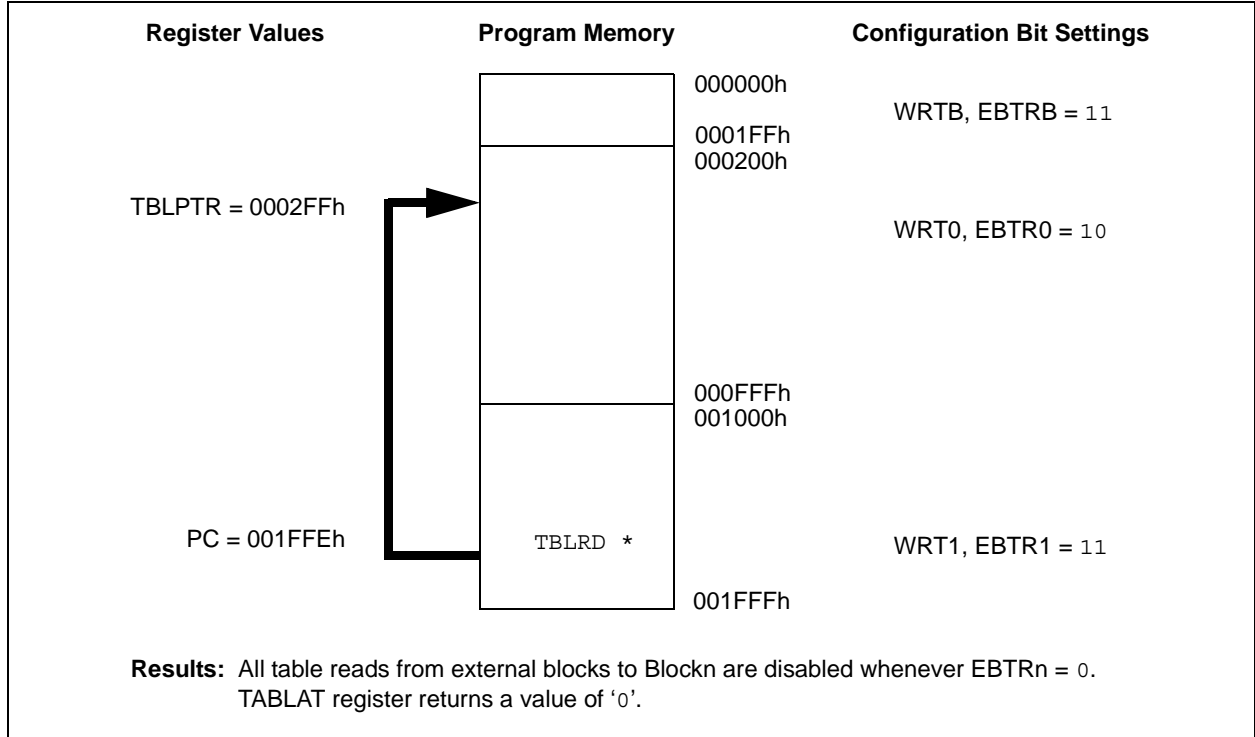 Register Values Program Memory Configuration Bit Settings
000000h
WRTB, EBTRB = 11
0001FFh
000200h
TBLPTR = 0002FFh
WRT0, EBTR0 = 10
000FFFh
001000h
PC = 001FFEh TBLRD * WRT1, EBTR1 = 11
001FFFh
Results: All table reads from external blocks to Blockn are disabled whenever EBTRn = 0.
TABLAT register returns a value of ‘0’.